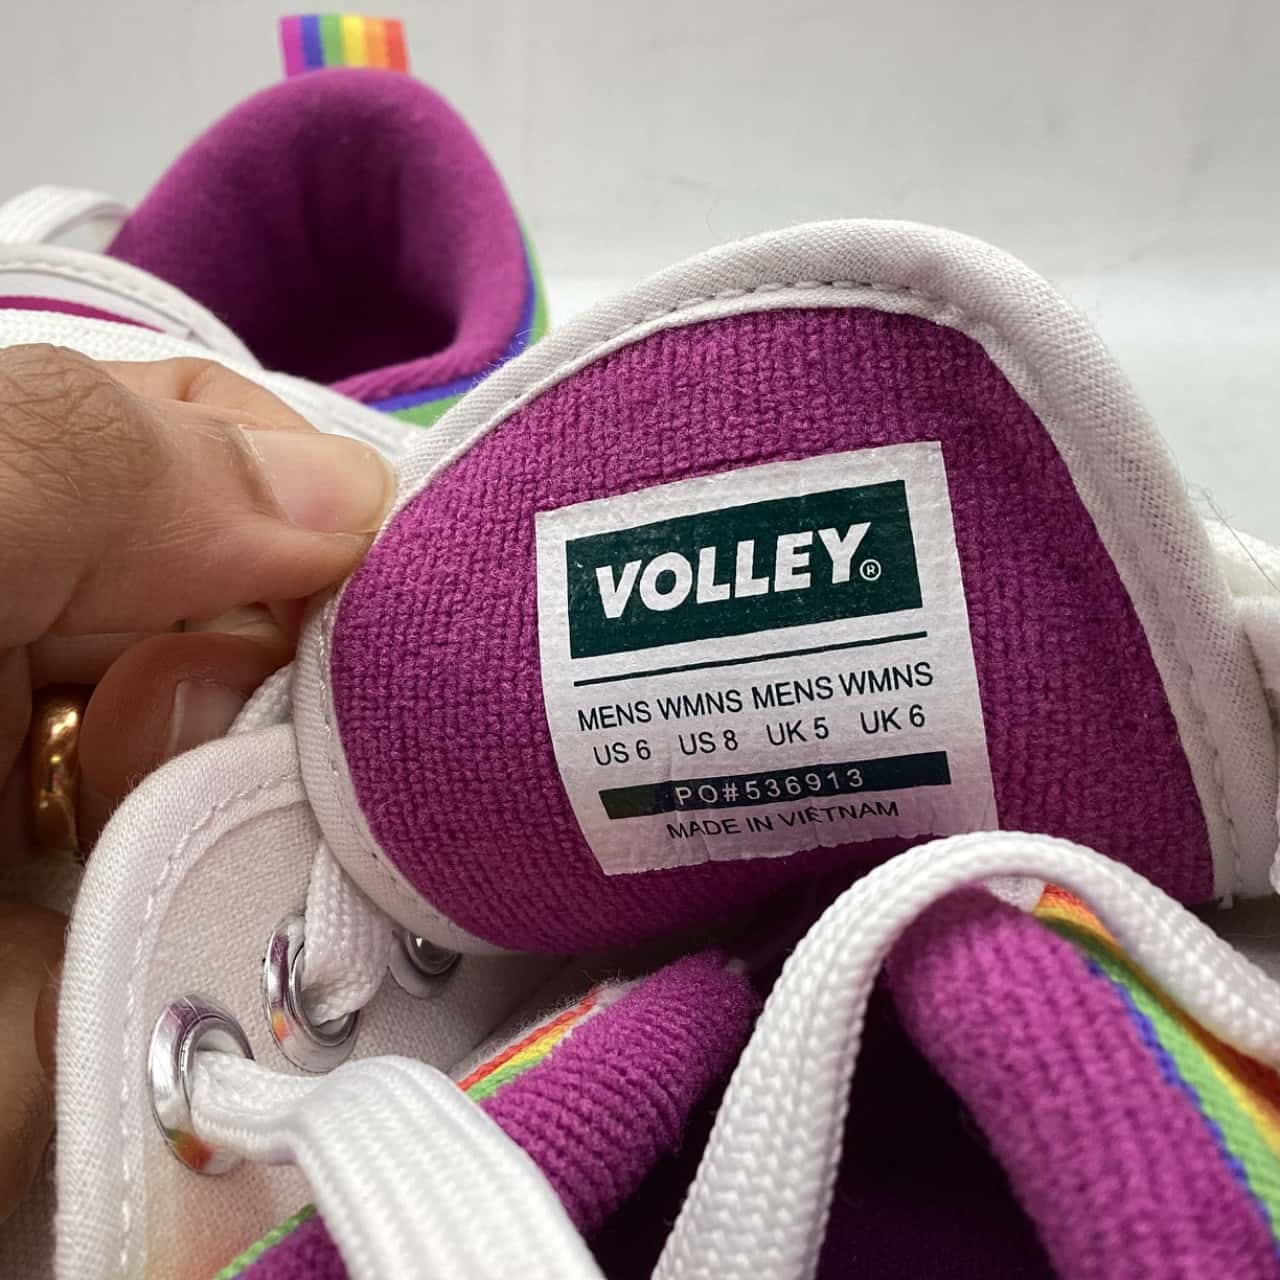 VOLLEY®
MENS WMNS MENS WMNS
US 6 US 8 UK 5 UK 6
PO#536913
MADE IN VIETNAM